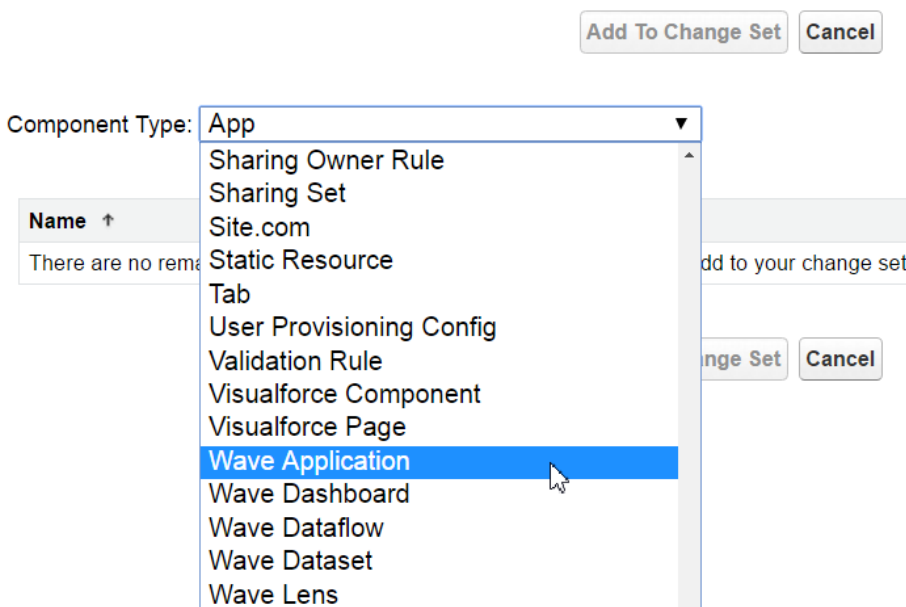 Add To Change Set Cancel
Component Type: App
Sharing Owner Rule
Sharing Set
Site.com
Name
Static Resource
There are no dd to your change set
Tab
User Provisioning Config
Validation Rule
Set Cancel
Visualforce Component
Visualforce Page
Wave Application
Wave Dashboard
Wave Dataflow
Wave Dataset
Wave Lens